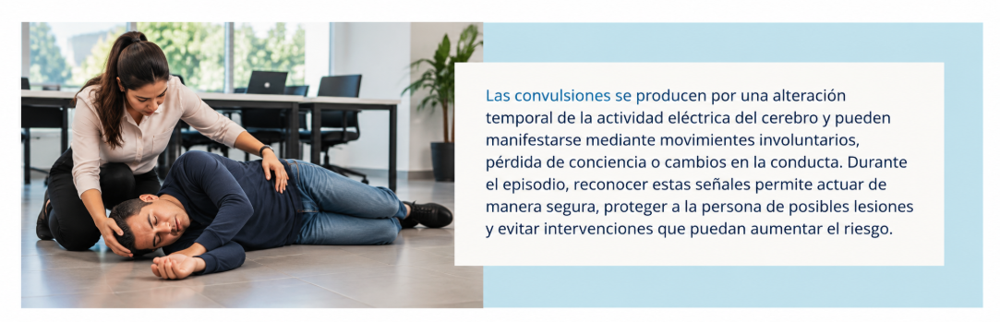 Las convulsiones se producen por una alteración
temporal de la actividad eléctrica del cerebro y pueden
manifestarse mediante movimientos involuntarios,
pérdida de conciencia o cambios en la conducta. Durante
el episodio, reconocer estas señales permite actuar de
manera segura, proteger a la persona de posibles lesiones
y evitar intervenciones que puedan aumentar el riesgo.